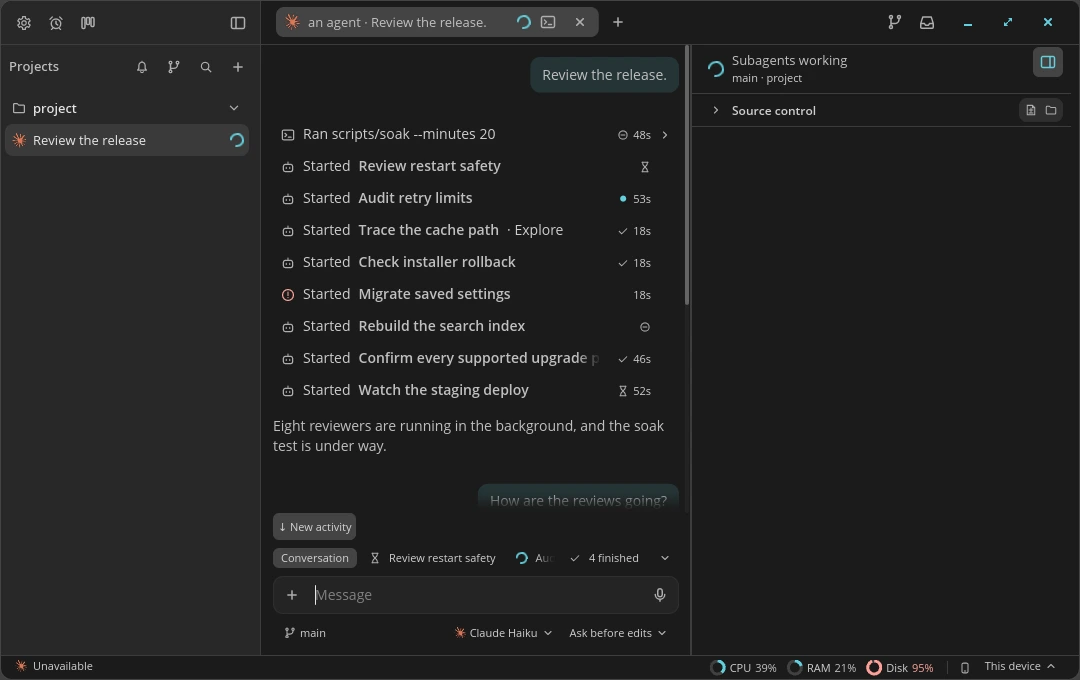 an agent · Review the release.
Projects
project
Review the release
Review the release.
Ran scripts/soak --minutes 20 48s
Started Review restart safety
Started Audit retry limits 53s
Started Trace the cache path · Explore 18s
Started Check installer rollback 18s
Started Migrate saved settings 18s
Started Rebuild the search index
Started Confirm every supported upgrade p 46s
Started Watch the staging deploy 52s
Eight reviewers are running in the background, and the soak
test is under way.
How are the reviews going?
↓ New activity
Conversation Review restart safety Au 4 finished
Message
main Claude Haiku Ask before edits
Subagents working
main · project
Source control
Unavailable
CPU 39% RAM 21% Disk 95% This device